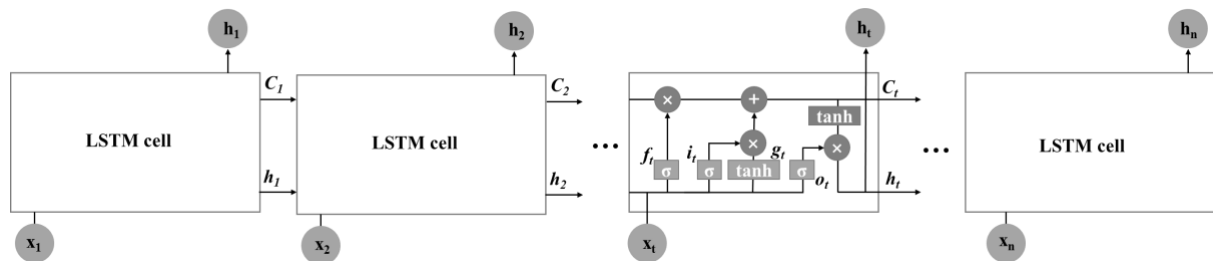 h₁
h₂
hₜ
hₙ
C₁
C₂
×
+
Cₜ
tanh
LSTM cell
LSTM cell
...
fₜ
iₜ
×
gₜ
×
...
LSTM cell
σ
σ
tanh
σ
oₜ
h₁
h₂
hₜ
x₁
x₂
xₜ
xₙ